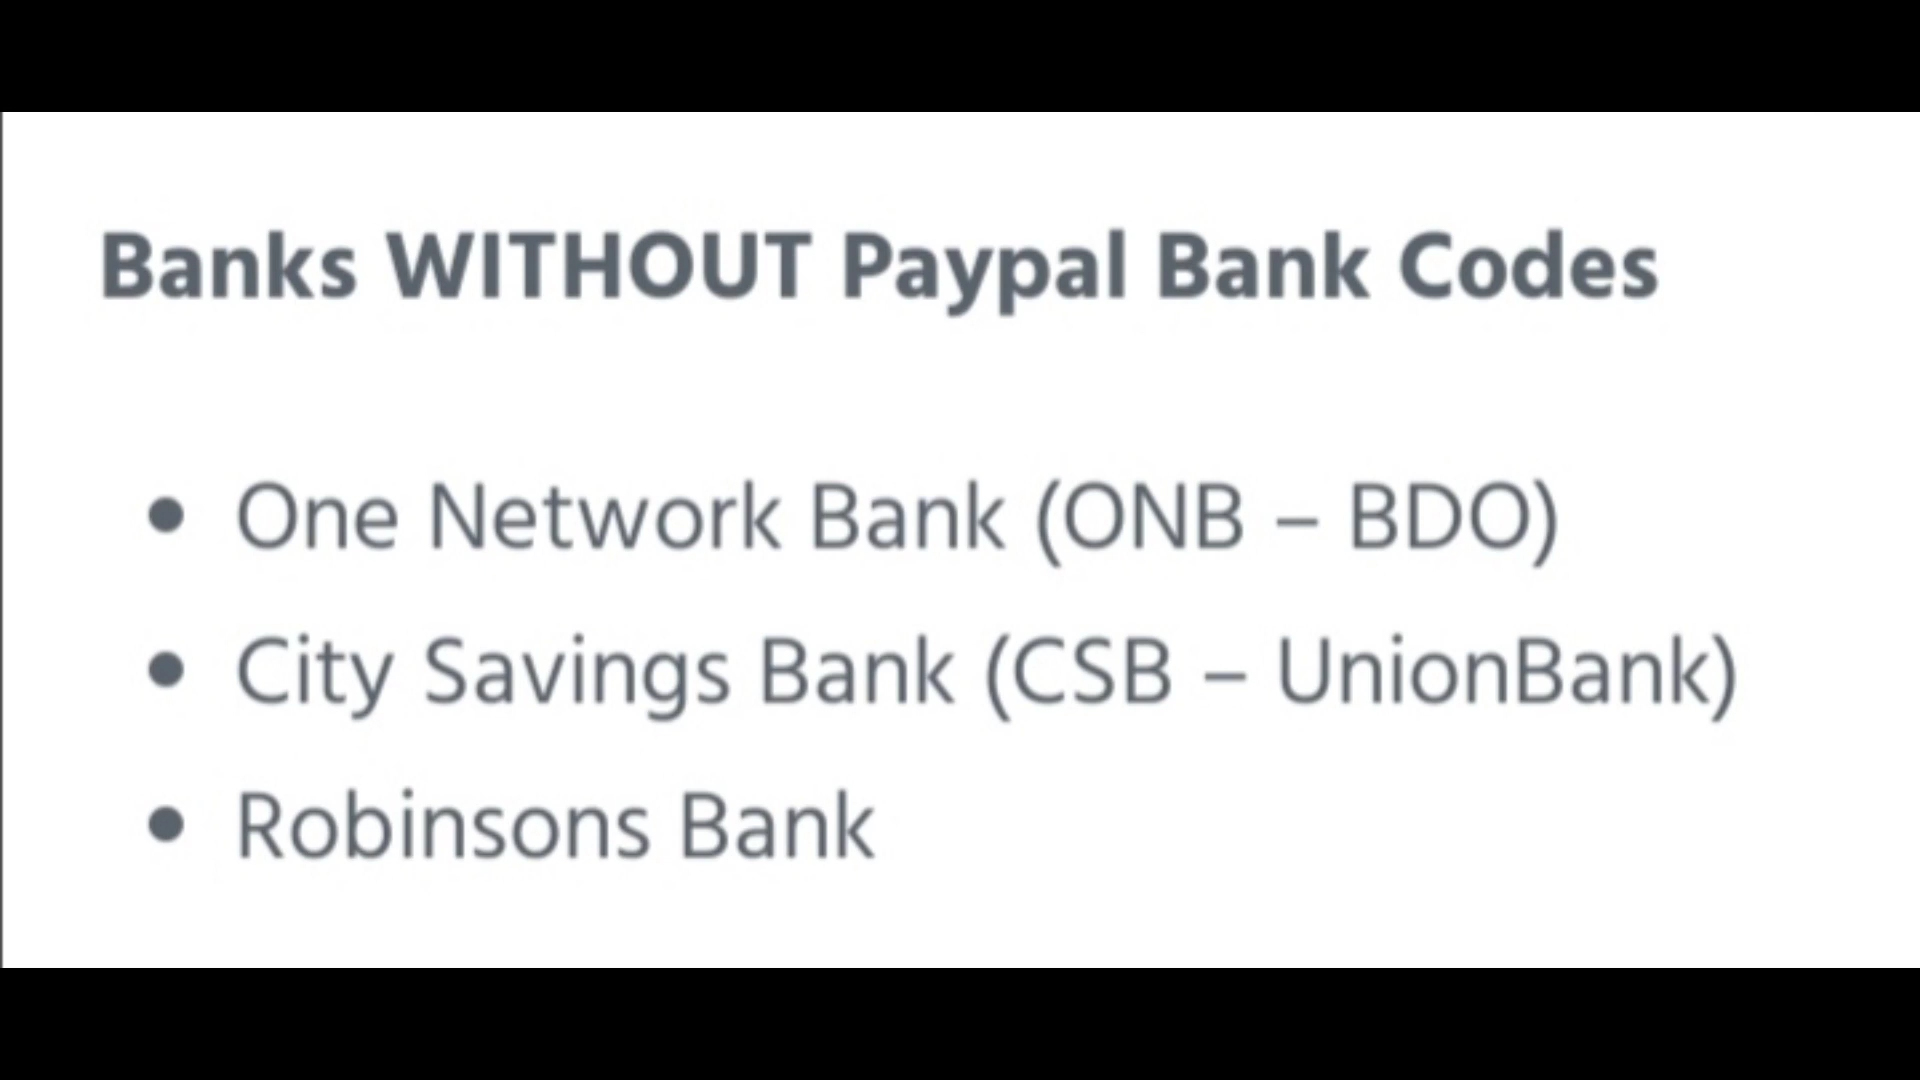 Banks WITHOUT Paypal Bank Codes
• One Network Bank (ONB – BDO)
• City Savings Bank (CSB – UnionBank)
• Robinsons Bank